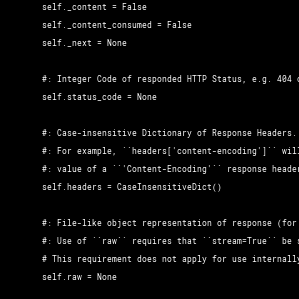 self._content = False
self._content_consumed = False
self._next = None
#: Integer Code of responded HTTP Status, e.g. 404
self.status_code = None
#: Case-insensitive Dictionary of Response Headers.
#: For example, ``headers['content-encoding']`` will
#: value of a ``'Content-Encoding'`` response header
self.headers = CaseInsensitiveDict()
#: File-like object representation of response (for
#: Use of ``raw`` requires that ``stream=True`` be
# This requirement does not apply for use internally
self.raw = None